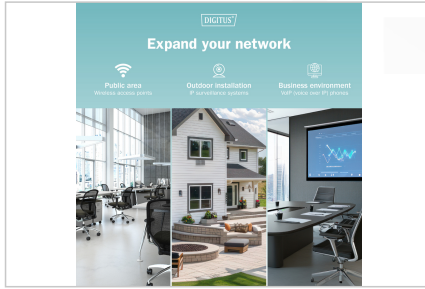 DIGITUS®
Expand your network
Public area
Wireless access points
Outdoor installation
IP surveillance systems
Business environment
VoIP (voice over IP) phones